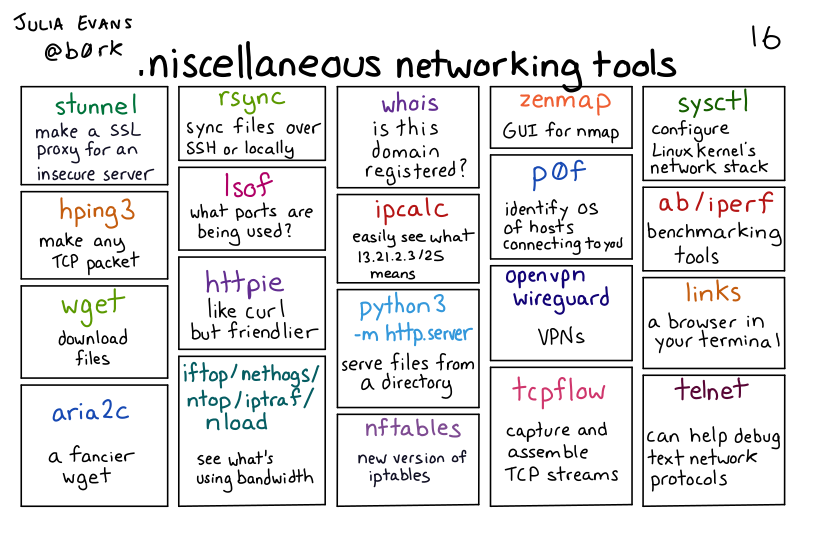 JULIA EVANS
@b0rk
16
miscellaneous networking tools
stunnel
make a SSL
proxy for an
insecure server
hping3
make any
TCP packet
wget
download
files
aria2c
a fancier
wget
rsync
sync files over
SSH or locally
lsof
what ports are
being used?
httpie
like curl
but friendlier
iftop/nethogs/
ntop/iptraf/
nload
see what's
using bandwidth
whois
is this
domain
registered?
ipcalc
easily see what
13.21.2.3/25
means
python3
-m http.server
serve files from
a directory
nftables
new version of
iptables
zenmap
GUI for nmap
p0f
identify OS
of hosts
connecting to you
openvpn
wireguard
VPNs
tcpflow
capture and
assemble
TCP streams
sysctl
configure
Linux kernel's
network stack
ab/iperf
benchmarking
tools
links
a browser in
your terminal
telnet
can help debug
text network
protocols